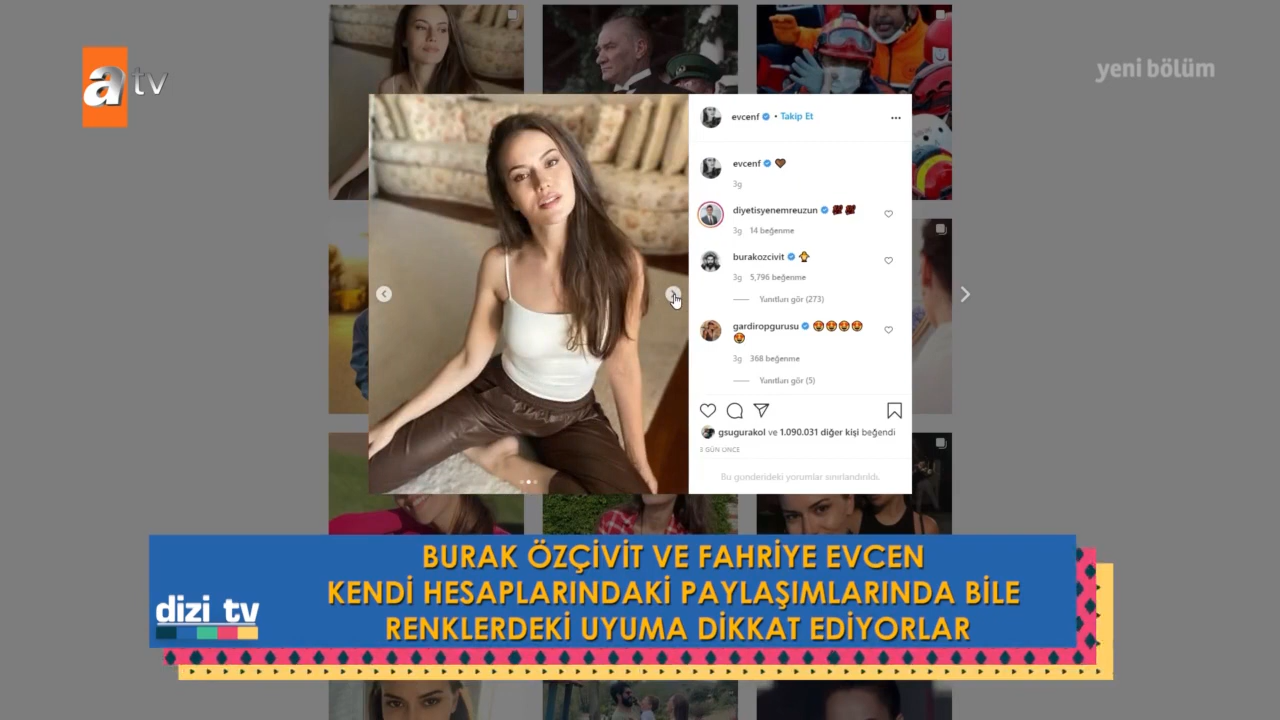 atv
yeni bölüm
evcenf • Takip Et
evcenf
3g
diyetisyenemreuzun
3g 14 beğenme
burakozcivit
3g 5,796 beğenme
Yanıtları gör (273)
gardiropgurusu
3g 368 beğenme
Yanıtları gör (5)
gsugurakol ve 1.090.031 diğer kişi beğendi
3 GÜN ÖNCE
Bu gönderideki yorumlar sınırlandırıldı.
BURAK ÖZÇİVİT VE FAHRİYE EVCEN
KENDİ HESAPLARINDAKİ PAYLAŞIMLARINDA BİLE
RENKLERDEKİ UYUMA DİKKAT EDİYORLAR
dizi tv